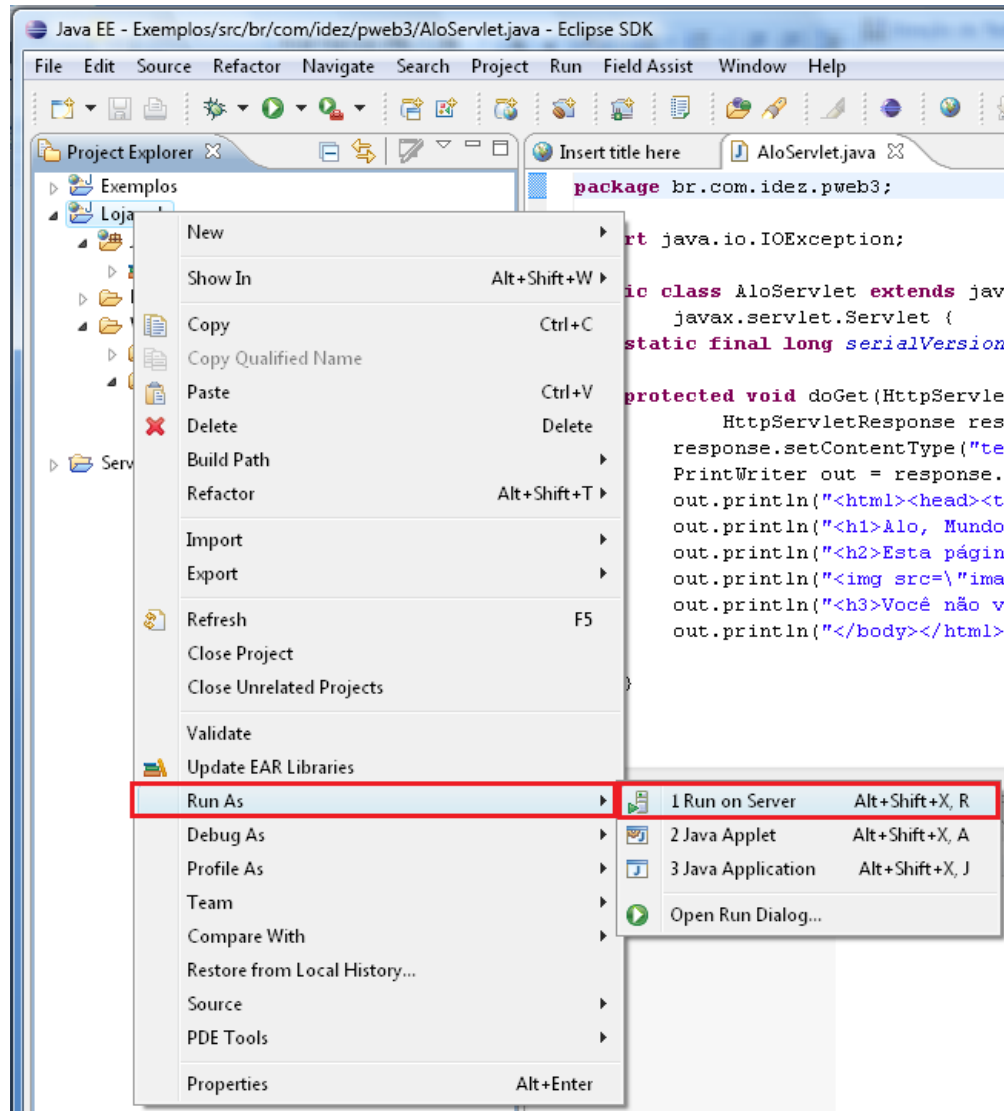 Java EE - Exemplos/src/br/com/idez/pweb3/AloServlet.java - Eclipse SDK
File Edit Source Refactor Navigate Search Project Run Field Assist Window Help
Project Explorer
Insert title here
AloServlet.java
Exemplos
Loja
Serv
New
Show In Alt+Shift+W
Copy Ctrl+C
Copy Qualified Name
Paste Ctrl+V
Delete Delete
Build Path
Refactor Alt+Shift+T
Import
Export
Refresh F5
Close Project
Close Unrelated Projects
Validate
Update EAR Libraries
Run As
Debug As
Profile As
Team
Compare With
Restore from Local History...
Source
PDE Tools
Properties Alt+Enter
1 Run on Server Alt+Shift+X, R
2 Java Applet Alt+Shift+X, A
3 Java Application Alt+Shift+X, J
Open Run Dialog...
package br.com.idez.pweb3;
rt java.io.IOException;
ic class AloServlet extends jav
javax.servlet.Servlet {
static final long serialVersion
protected void doGet(HttpServle
HttpServletResponse res
response.setContentType("te
PrintWriter out = response.
out.println("<html><head><t
out.println("<h1>Alo, Mundo
out.println("<h2>Esta págin
out.println("<img src=\"ima
out.println("<h3>Você não v
out.println("</body></html>
}